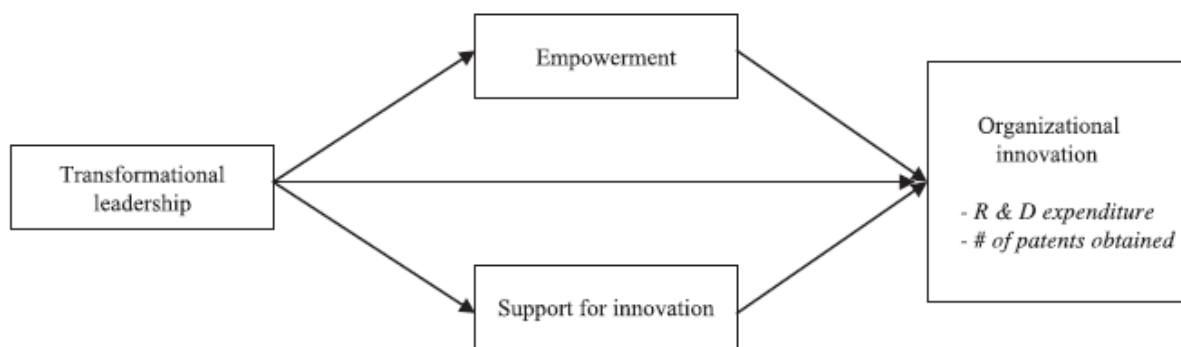 Empowerment
Transformational
leadership
Organizational
innovation
- R & D expenditure
- # of patents obtained
Support for innovation